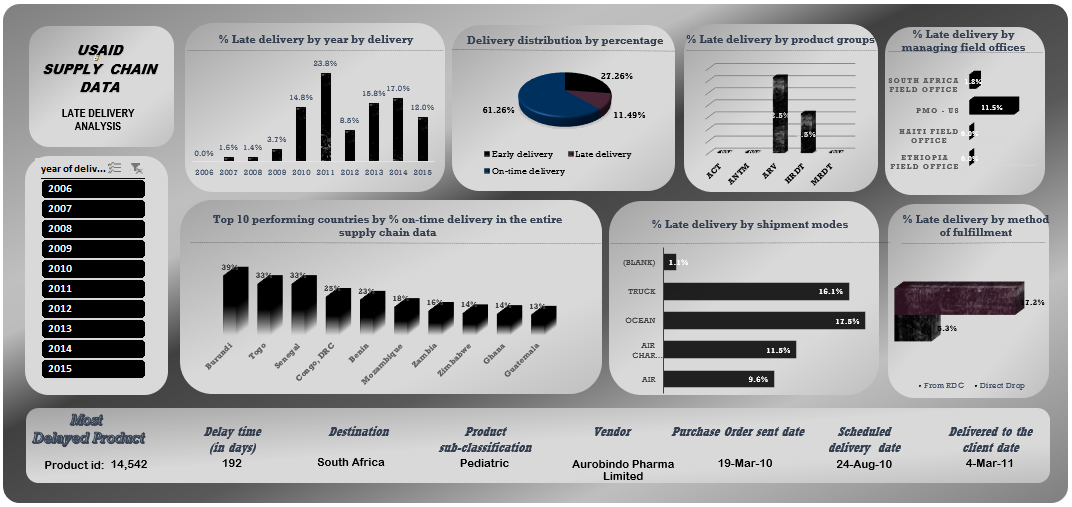 USAID
SUPPLY CHAIN
DATA
LATE DELIVERY
ANALYSIS
year of deliv...
2006
2007
2008
2009
2010
2011
2012
2013
2014
2015
% Late delivery by year by delivery
0.0%
1.6%
1.4%
3.7%
14.8%
23.8%
8.6%
15.8%
17.0%
12.0%
2006 2007 2008 2009 2010 2011 2012 2013 2014 2015
Delivery distribution by percentage
27.26%
61.26%
11.49%
Early delivery
Late delivery
On-time delivery
% Late delivery by product groups
ACT
ANTM
ARV
HRDT
MRDT
% Late delivery by
managing field offices
SOUTH AFRICA
FIELD OFFICE
PMO - US
11.5%
HAITI FIELD
OFFICE
ETHIOPIA
FIELD OFFICE
Top 10 performing countries by % on-time delivery in the entire
supply chain data
39%
33%
33%
25%
23%
18%
16%
14%
14%
13%
Burundi
Togo
Senegal
Congo, DRC
Benin
Mozambique
Zambia
Zimbabwe
Ghana
Guatemala
% Late delivery by shipment modes
(BLANK)
TRUCK 16.1%
OCEAN 17.5%
AIR
CHAR... 11.5%
AIR 9.6%
% Late delivery by method
of fulfillment
From RDC
Direct Drop
Most
Delayed Product
Product id: 14,542
Delay time
(in days)
192
Destination
South Africa
Product
sub-classification
Pediatric
Vendor
Aurobindo Pharma
Limited
Purchase Order sent date
19-Mar-10
Scheduled
delivery date
24-Aug-10
Delivered to the
client date
4-Mar-11